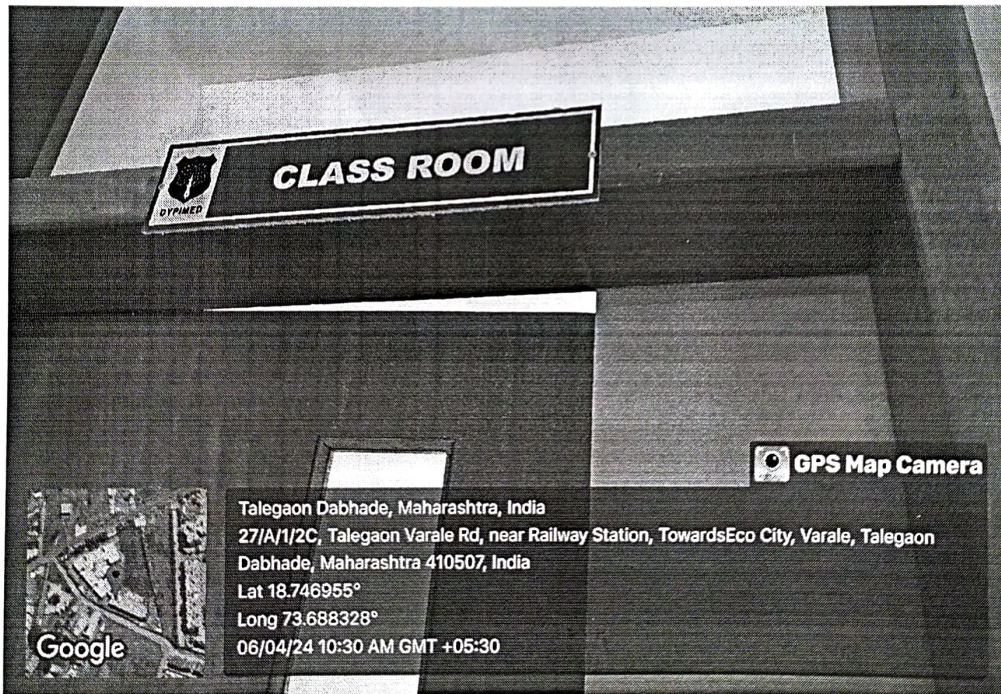 CLASS ROOM
DYPIMED
GPS Map Camera
Talegaon Dabhade, Maharashtra, India
27/A/1/2C, Talegaon Varale Rd, near Railway Station, TowardsEco City, Varale, Talegaon
Dabhade, Maharashtra 410507, India
Lat 18.746955°
Long 73.688328°
06/04/24 10:30 AM GMT +05:30
Google